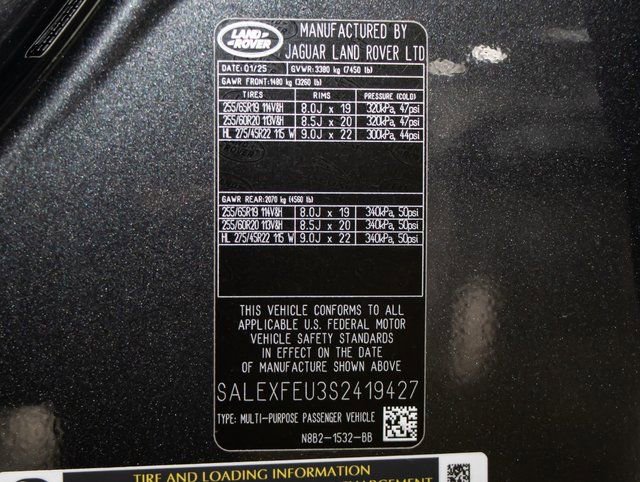 LAND ROVER
MANUFACTURED BY
JAGUAR LAND ROVER LTD
DATE: 01/25 GVWR: 3380 kg (7450 lb)
GAWR FRONT: 1480 kg (3260 lb)
TIRES RIMS PRESSURE (COLD)
255/65R19 114V&H 8.0J x 19 320kPa, 47psi
255/60R20 113V&H 8.5J x 20 320kPa, 47psi
HL 275/45R22 115 W 9.0J x 22 300kPa, 44psi
GAWR REAR: 2070 kg (4560 lb)
255/65R19 114V&H 8.0J x 19 340kPa, 50psi
255/60R20 113V&H 8.5J x 20 340kPa, 50psi
HL 275/45R22 115 W 9.0J x 22 340kPa, 50psi
THIS VEHICLE CONFORMS TO ALL
APPLICABLE U.S. FEDERAL MOTOR
VEHICLE SAFETY STANDARDS
IN EFFECT ON THE DATE
OF MANUFACTURE SHOWN ABOVE
SALEXFEU3S2419427
TYPE: MULTI-PURPOSE PASSENGER VEHICLE
N8B2-1532-BB
TIRE AND LOADING INFORMATION